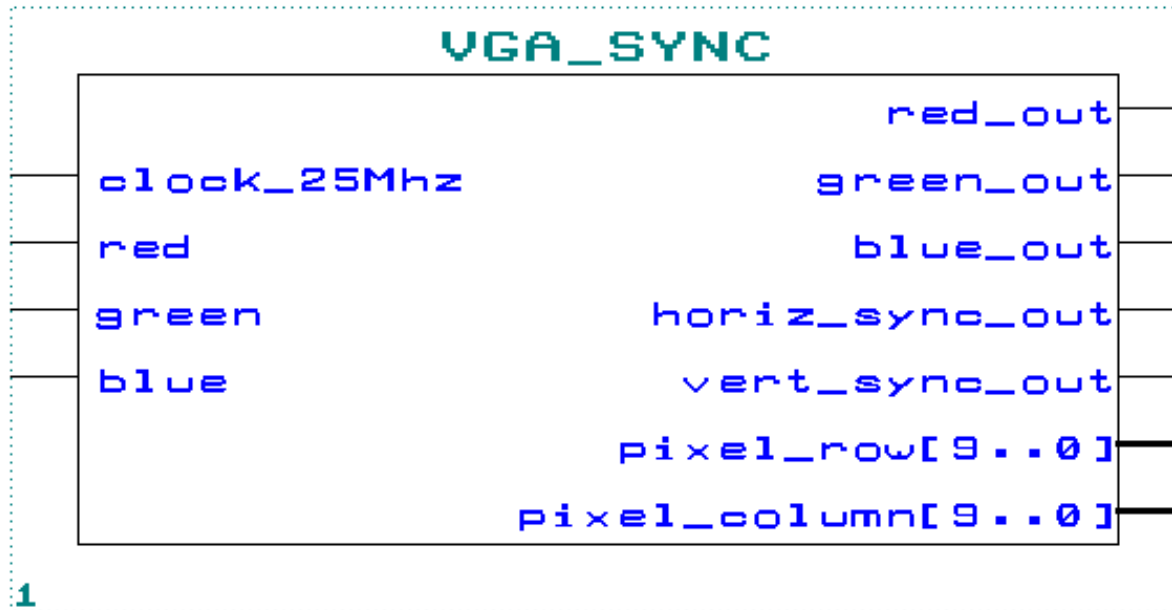 VGA_SYNC
red_out
clock_25Mhz green_out
red blue_out
green horiz_sync_out
blue vert_sync_out
pixel_row[9..0]
pixel_column[9..0]
1